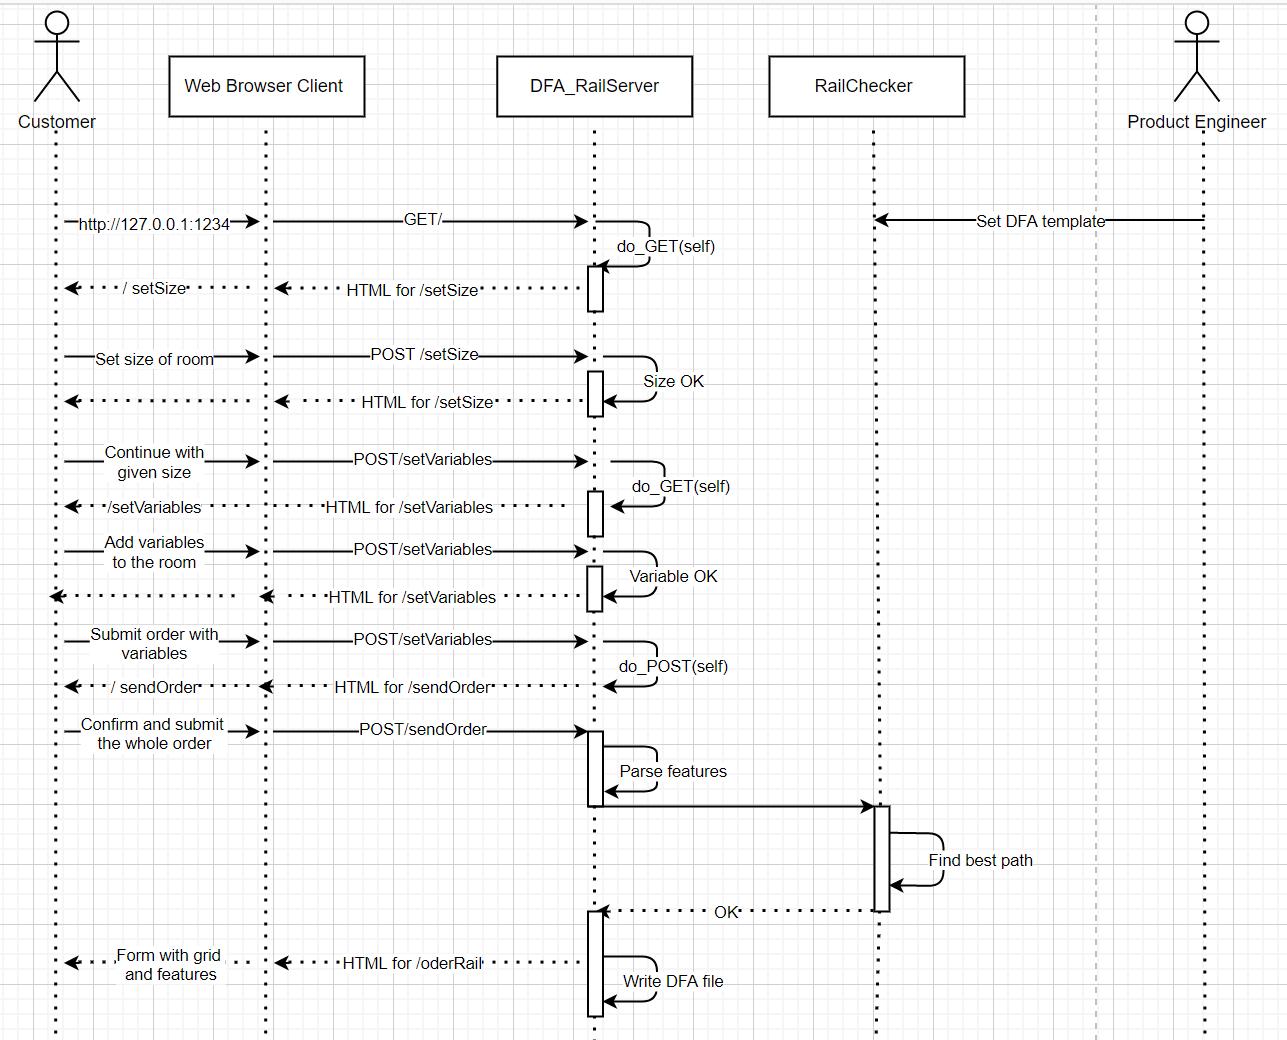 Customer
Web Browser Client
DFA_RailServer
RailChecker
Product Engineer
http://127.0.0.1:1234
GET/
do_GET(self)
Set DFA template
/ setSize
HTML for /setSize
Set size of room
POST /setSize
Size OK
HTML for /setSize
Continue with
given size
POST/setVariables
do_GET(self)
/setVariables
HTML for /setVariables
Add variables
to the room
POST/setVariables
Variable OK
HTML for /setVariables
Submit order with
variables
POST/setVariables
do_POST(self)
/ sendOrder
HTML for /sendOrder
Confirm and submit
the whole order
POST/sendOrder
Parse features
Find best path
OK
Form with grid
and features
HTML for /oderRail
Write DFA file